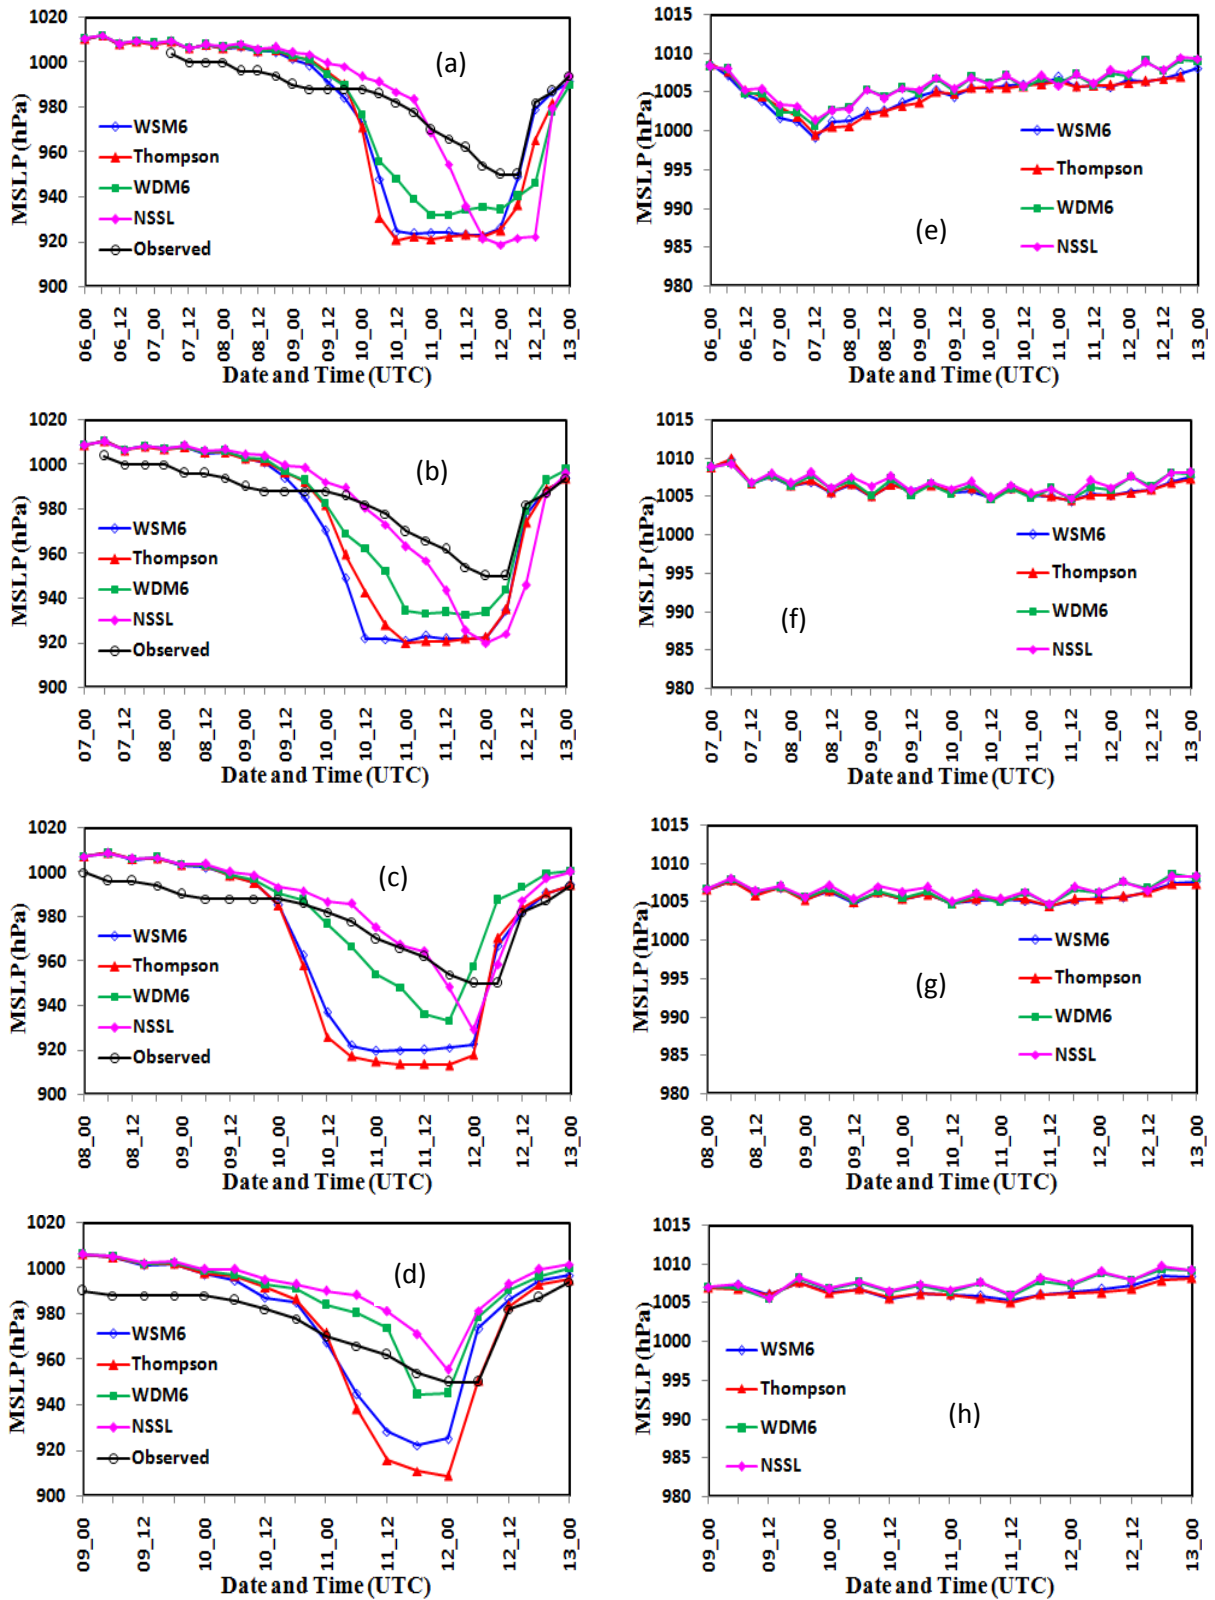 1020
1000
980
960
940
920
900
MSLP (hPa)
(a)
WSM6
Thompson
WDM6
NSSL
Observed
06_00
06_12
07_00
07_12
08_00
08_12
09_00
09_12
10_00
10_12
11_00
11_12
12_00
12_12
13_00
Date and Time (UTC)
1015
1010
1005
1000
995
990
985
980
MSLP (hPa)
(e)
WSM6
Thompson
WDM6
NSSL
06_00
06_12
07_00
07_12
08_00
08_12
09_00
09_12
10_00
10_12
11_00
11_12
12_00
12_12
13_00
Date and Time (UTC)
1020
1000
980
960
940
920
900
MSLP (hPa)
(b)
WSM6
Thompson
WDM6
NSSL
Observed
07_00
07_12
08_00
08_12
09_00
09_12
10_00
10_12
11_00
11_12
12_00
12_12
13_00
Date and Time (UTC)
1015
1010
1005
1000
995
990
985
980
MSLP (hPa)
(f)
WSM6
Thompson
WDM6
NSSL
07_00
07_12
08_00
08_12
09_00
09_12
10_00
10_12
11_00
11_12
12_00
12_12
13_00
Date and Time (UTC)
1020
1000
980
960
940
920
900
MSLP (hPa)
(c)
WSM6
Thompson
WDM6
NSSL
Observed
08_00
08_12
09_00
09_12
10_00
10_12
11_00
11_12
12_00
12_12
13_00
Date and Time (UTC)
1015
1010
1005
1000
995
990
985
980
MSLP (hPa)
(g)
WSM6
Thompson
WDM6
NSSL
08_00
08_12
09_00
09_12
10_00
10_12
11_00
11_12
12_00
12_12
13_00
Date and Time (UTC)
1020
1000
980
960
940
920
900
MSLP (hPa)
(d)
WSM6
Thompson
WDM6
NSSL
Observed
09_00
09_12
10_00
10_12
11_00
11_12
12_00
12_12
13_00
Date and Time (UTC)
1015
1010
1005
1000
995
990
985
980
MSLP (hPa)
(h)
WSM6
Thompson
WDM6
NSSL
09_00
09_12
10_00
10_12
11_00
11_12
12_00
12_12
13_00
Date and Time (UTC)